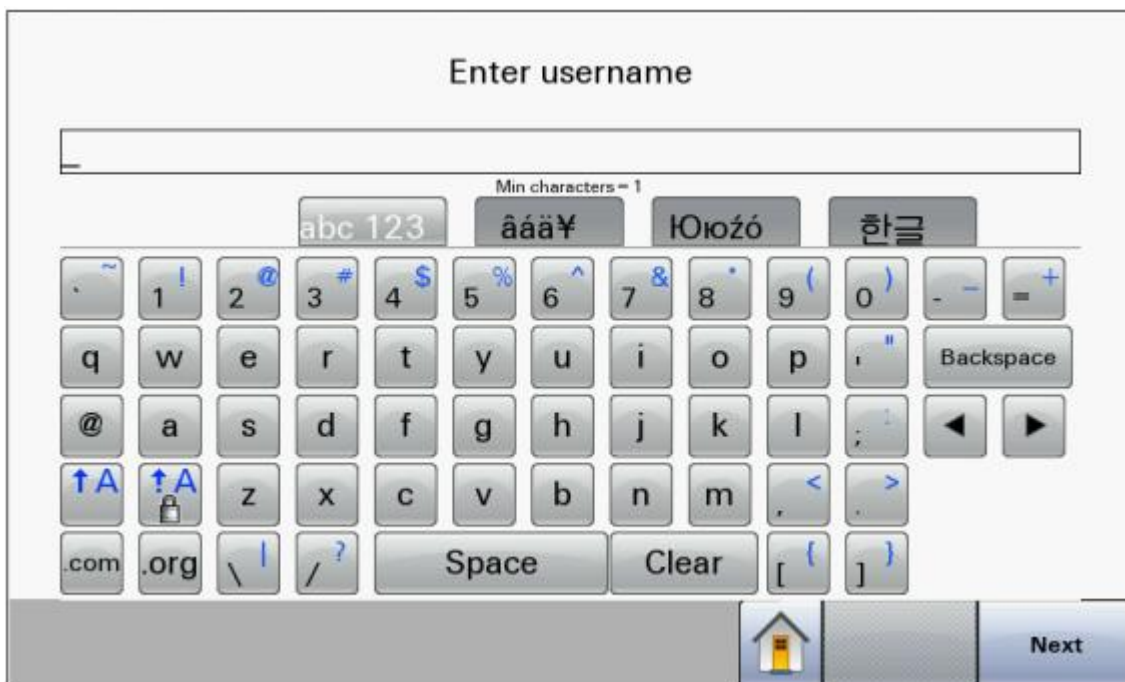 Enter username
_
Min characters = 1
abc 123 âáä¥ Ююźó 한글
` ~ 1 ! 2 @ 3 # 4 $ 5 % 6 ^ 7 & 8 * 9 ( 0 ) - _ = +
q w e r t y u i o p ' " Backspace
@ a s d f g h j k l ; : ◀ ▶
↑A ↑A z x c v b n m , < . >
.com .org \ | / ? Space Clear [ { ] }
Next